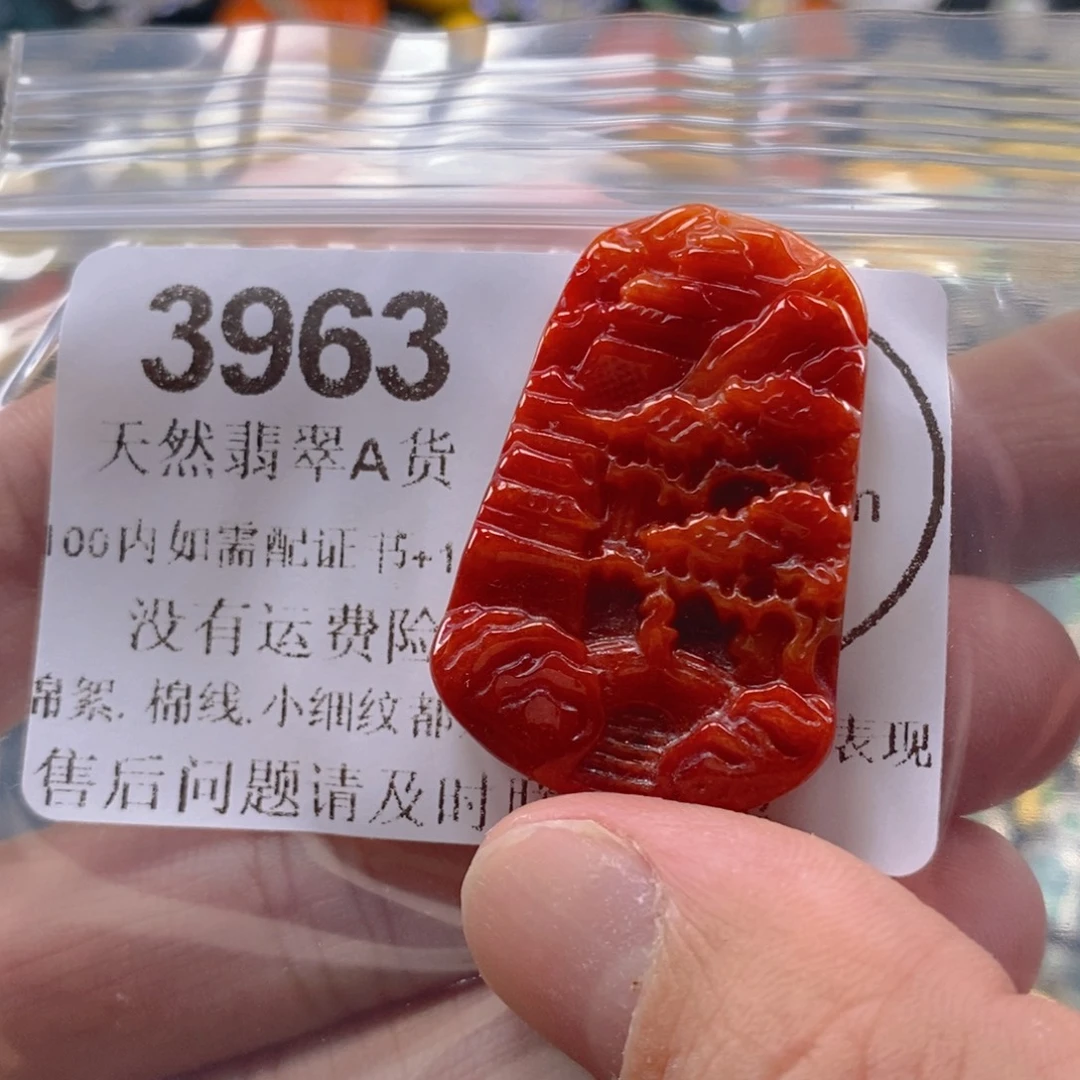 3963
天然翡翠A货
100内如需配证书+1
没有运费险
棉絮.棉线.小细纹都 表现
售后问题请及时